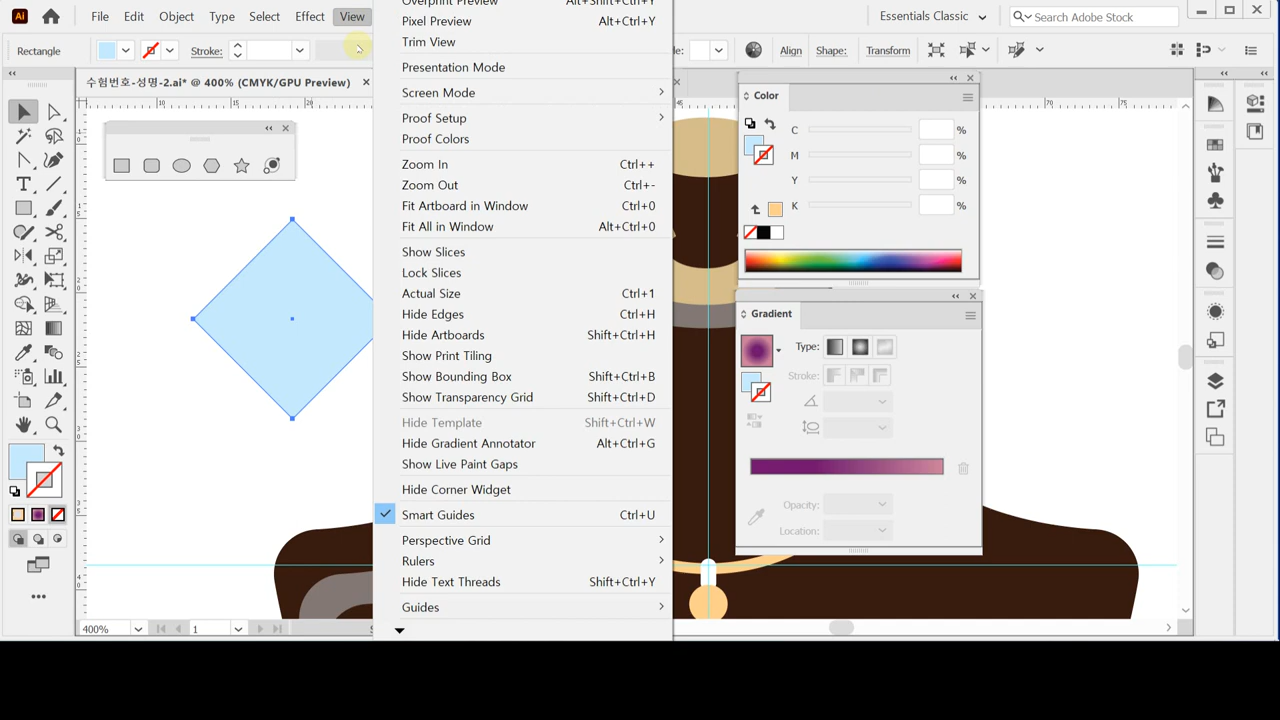 Ai File Edit Object Type Select Effect View Essentials Classic Search Adobe Stock
Rectangle Stroke: Align Shape: Transform
수험번호-성명-2.ai* @ 400% (CMYK/GPU Preview)
Overprint Preview Alt+Shift+Ctrl+Y
Pixel Preview Alt+Ctrl+Y
Trim View
Presentation Mode
Screen Mode
Proof Setup
Proof Colors
Zoom In Ctrl++
Zoom Out Ctrl+-
Fit Artboard in Window Ctrl+0
Fit All in Window Alt+Ctrl+0
Show Slices
Lock Slices
Actual Size Ctrl+1
Hide Edges Ctrl+H
Hide Artboards Shift+Ctrl+H
Show Print Tiling
Show Bounding Box Shift+Ctrl+B
Show Transparency Grid Shift+Ctrl+D
Hide Template Shift+Ctrl+W
Hide Gradient Annotator Alt+Ctrl+G
Show Live Paint Gaps
Hide Corner Widget
Smart Guides Ctrl+U
Perspective Grid
Rulers
Hide Text Threads Shift+Ctrl+Y
Guides
Color
C %
M %
Y %
K %
Gradient
Type:
Stroke:
Opacity:
Location:
15 20 45 70 75
400% 1